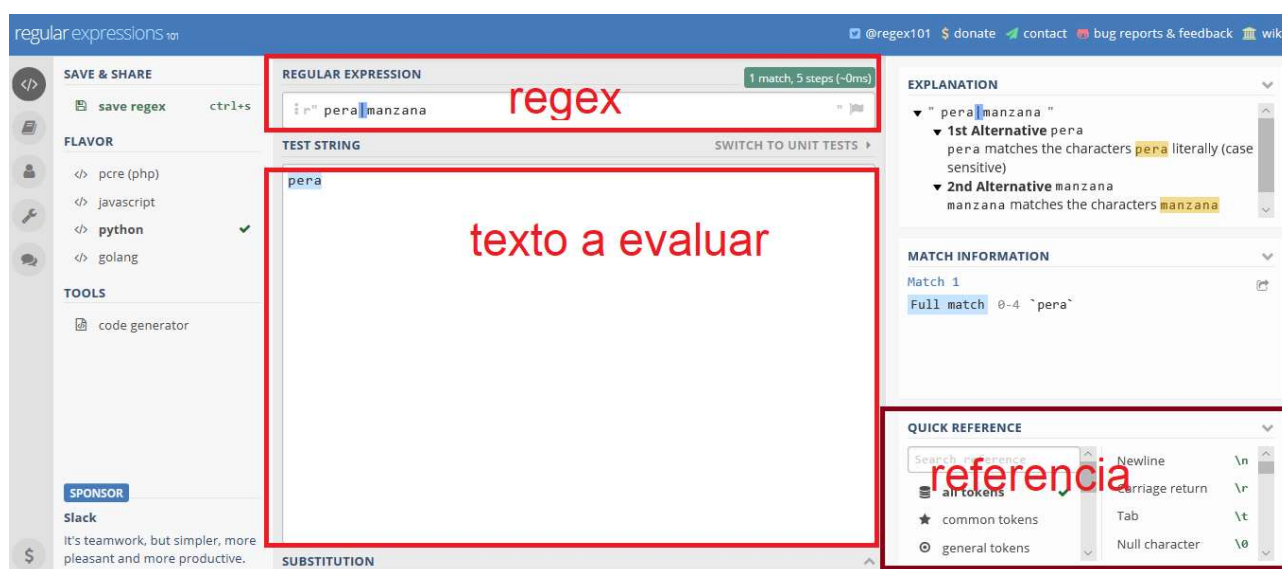 regular expressions 101
@regex101 $ donate contact bug reports & feedback wik
SAVE & SHARE
save regex ctrl+s
FLAVOR
</> pcre (php)
</> javascript
</> python
</> golang
TOOLS
code generator
SPONSOR
Slack
It's teamwork, but simpler, more
pleasant and more productive.
REGULAR EXPRESSION
1 match, 5 steps (~0ms)
r" pera|manzana "
regex
TEST STRING
SWITCH TO UNIT TESTS
pera
texto a evaluar
SUBSTITUTION
EXPLANATION
" pera|manzana "
1st Alternative pera
pera matches the characters pera literally (case
sensitive)
2nd Alternative manzana
manzana matches the characters manzana
MATCH INFORMATION
Match 1
Full match 0-4 `pera`
QUICK REFERENCE
Search reference
referencia
all tokens
common tokens
general tokens
Newline \n
Carriage return \r
Tab \t
Null character \0